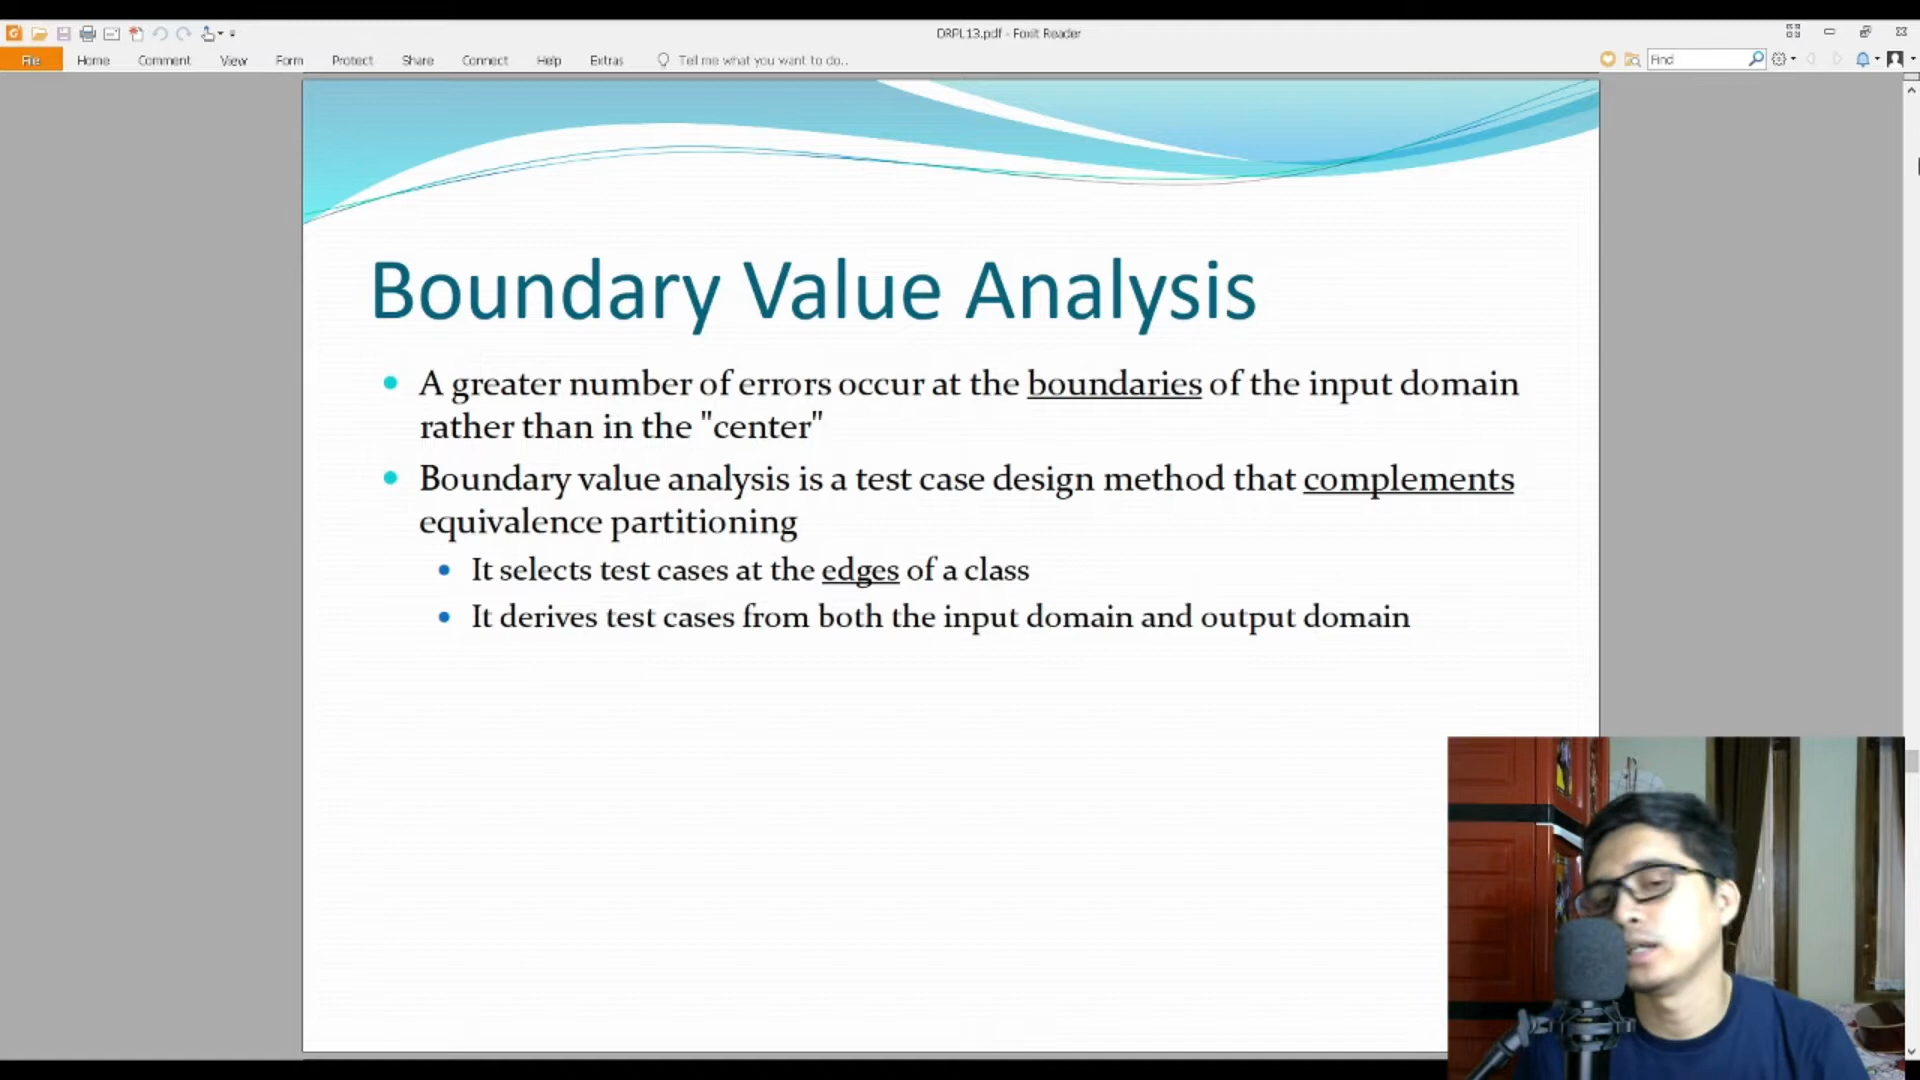 DRPL13.pdf - Foxit Reader
File Home Comment View Form Protect Share Connect Help Extras Tell me what you want to do.. Find
Boundary Value Analysis
A greater number of errors occur at the boundaries of the input domain
rather than in the "center"
Boundary value analysis is a test case design method that complements
equivalence partitioning
It selects test cases at the edges of a class
It derives test cases from both the input domain and output domain